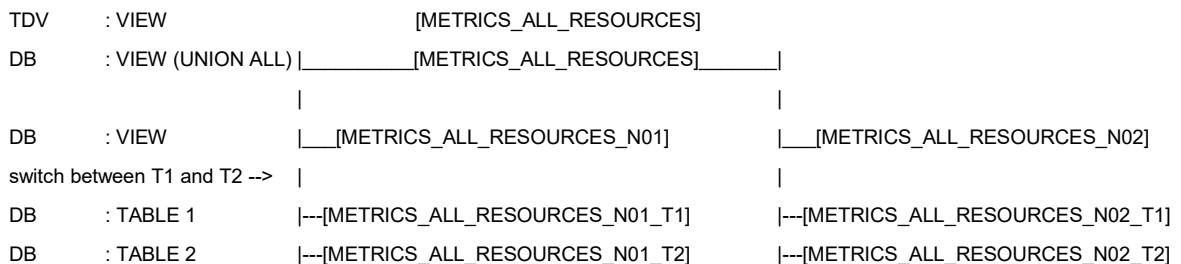 TDV : VIEW [METRICS_ALL_RESOURCES]
DB : VIEW (UNION ALL) |__________[METRICS_ALL_RESOURCES]_______|
| |
DB : VIEW |___[METRICS_ALL_RESOURCES_N01] |___[METRICS_ALL_RESOURCES_N02]
switch between T1 and T2 --> | |
DB : TABLE 1 |---[METRICS_ALL_RESOURCES_N01_T1] |---[METRICS_ALL_RESOURCES_N02_T1]
DB : TABLE 2 |---[METRICS_ALL_RESOURCES_N01_T2] |---[METRICS_ALL_RESOURCES_N02_T2]